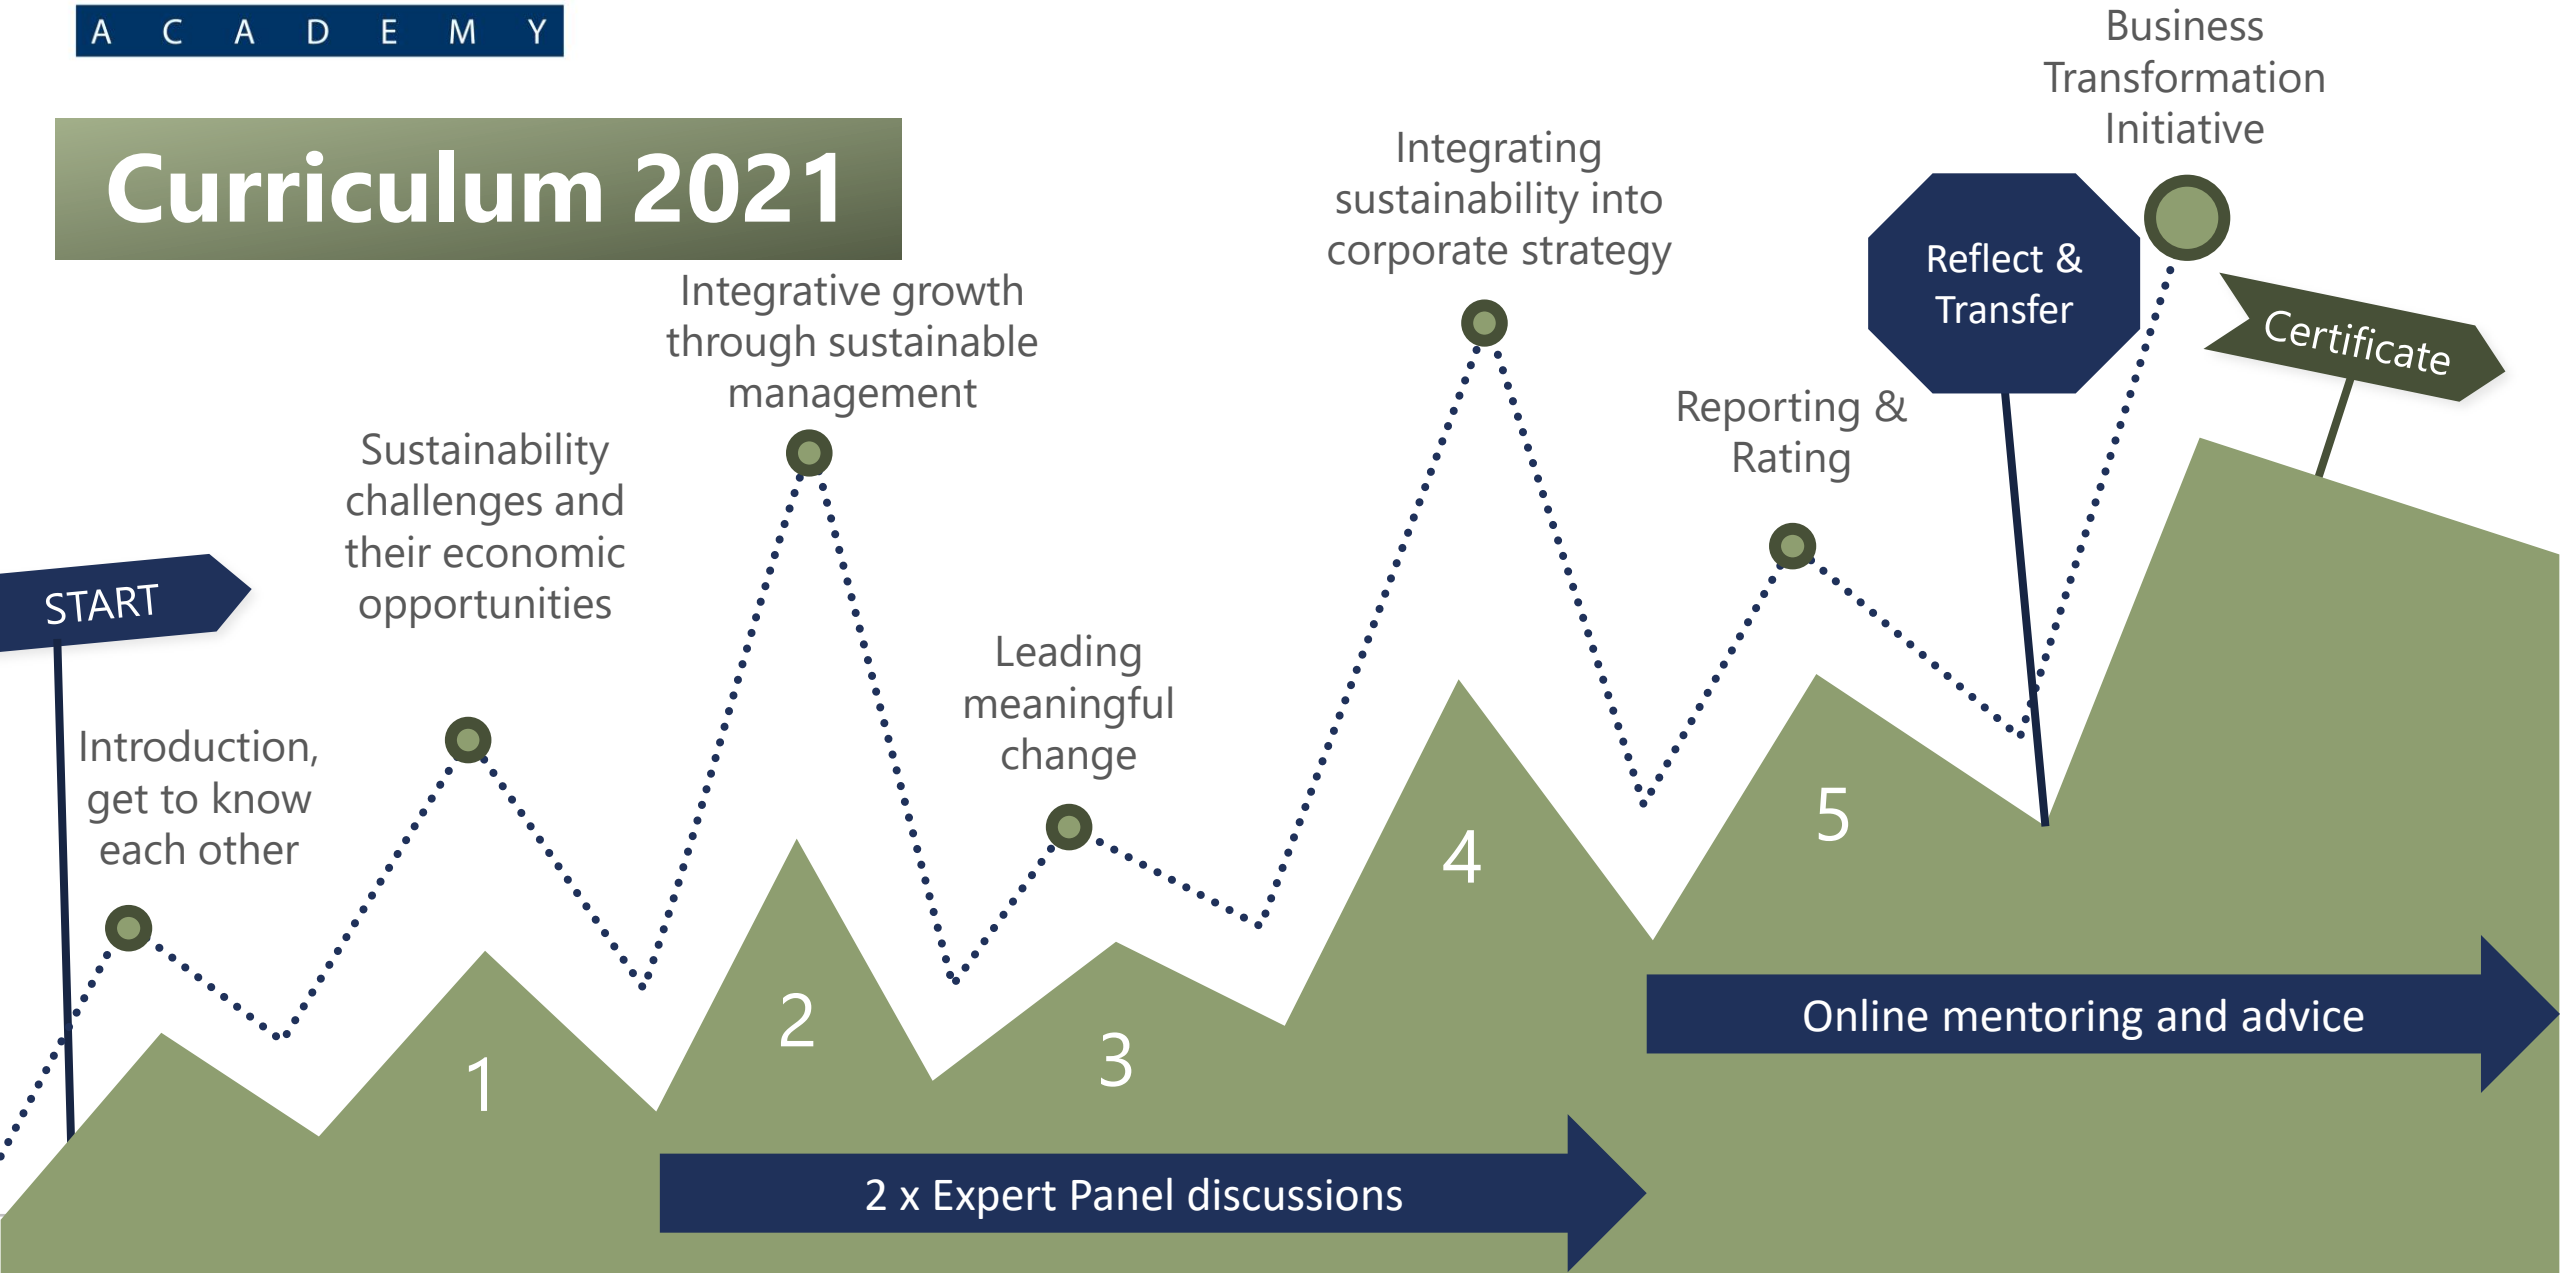 A C A D E M Y
Curriculum 2021
START
Introduction,
get to know
each other
Sustainability
challenges and
their economic
opportunities
Integrative growth
through sustainable
management
Leading
meaningful
change
Integrating
sustainability into
corporate strategy
Reporting &
Rating
Reflect &
Transfer
Business
Transformation
Initiative
Certificate
1
2
3
4
5
Online mentoring and advice
2 x Expert Panel discussions